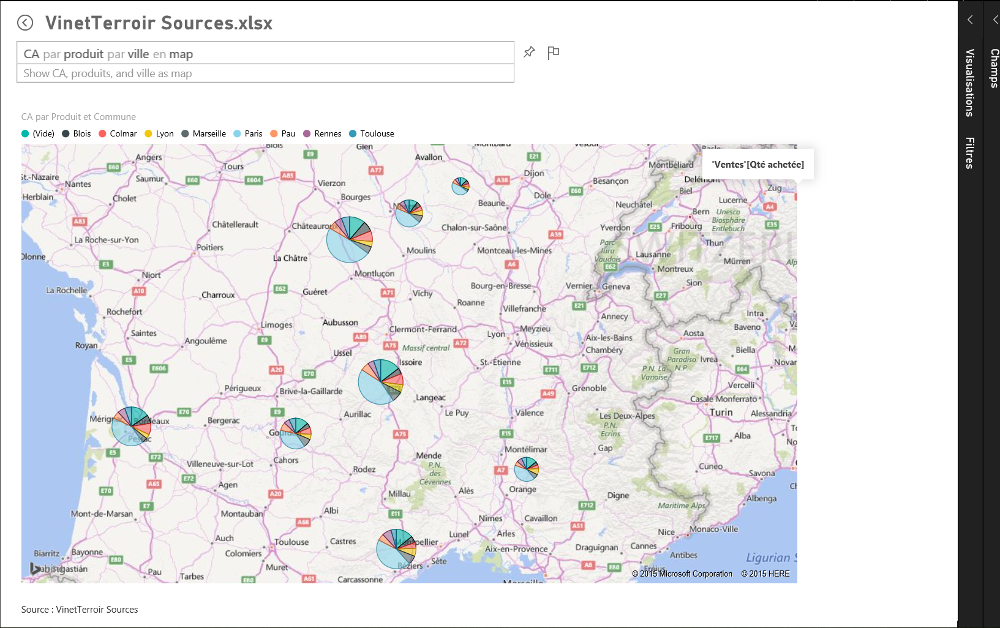 VinetTerroir Sources.xlsx
CA par produit par ville en map
Show CA, produits, and ville as map
Visualisations
Filtres
Champs
CA par Produit et Commune
(Vide) Blois Colmar Lyon Marseille Paris Pau Rennes Toulouse
'Ventes'[Qté achetée]
Blois
Gien
Montbard
Vesoul
Basle
Angers
E9
Avallon
E21
Montbéliard
E60
Tours
A77
Dijon
Delémont
St.-Nazaire
Nantes
Saumur
E60
E604
A85
Vierzon
A38
Besançon
Biel
Zug
Herblain
Cholet
Bourges
Beaune
Dole
E60
Neuchâtel
Lucerne
A83
Châtellerault
Châteauroux
Chalon-sur-Saône
A39
Yverdon
E25
Bern
Fribourg
Unesco
Biosphäre
Entlebuch
A4
E35
La Roche-sur-Yon
Poitiers
La Châtre
Moulins
Montceau-les-Mines
Parc
Jura
Vaudois
Lausanne
Thun
Olonne
E3
A6
E62
Montreux
Mürren
Niort
Montluçon
La Rochelle
A10
E62
Guéret
A71
Vichy
Bourg-en-Bresse
Vernier
Geneva
Sion
Charroux
Roanne
Villefranche
E21
E27
Rochefort
Aubusson
Annecy
Intra
Saintes
Limoges
Clermont-Ferrand
Lyon
Meyzieu
Aosta
Baveno
Royan
Angoulême
E9
A89
A75
Massif central
A72
Vénissieux
Aix-les-Bains
Chambéry
Gran
Paradiso
N.P.
Ivrea
Biella
E5
E606
A20
E70
Ussel
Issoire
St.-Étienne
E711
E712
P.N. La
Vanoise
E64
Novar
Périgueux
Brive-la-Gaillarde
E15
A49
Grenoble
Vercelli
Langeac
Casale Monferrato
E70
E9
Aurillac
Le Puy
Valence
Les Deux-Alpes
Turin
Alessandria
Bordeaux
Bergerac
P.N.
Écrins
Pessac
A75
E15
E717
Alba
E5
E72
Cahors
Mende
Montélimar
Gap
Villeneuve-sur-Lot
Rodez
P.N.
des
Cévennes
A7
Cuneo
Savona
E70
A65
E72
Agen
A20
Millau
Alès
Orange
Digne
Albenga
E7
Mont-de-Marsan
Montauban
Albi
E11
E712
Maritime Alps
A68
Nîmes
Cavaillon
A51
Nice
Monaco-Ville
Auch
Toulouse
Castres
Montpellier
Lunel
Arles
Biarritz
Bayonne
Colomiers
Aix-en-Provence
Draguignan
Cannes
Antibes
E80
Muret
Béziers
Sète
A8
E80
Fréjus
Ligurian S
Pau
Tarbes
E80
A61
Carcassonne
Marseille
bing
© 2015 Microsoft Corporation © 2015 HERE
Source : VinetTerroir Sources